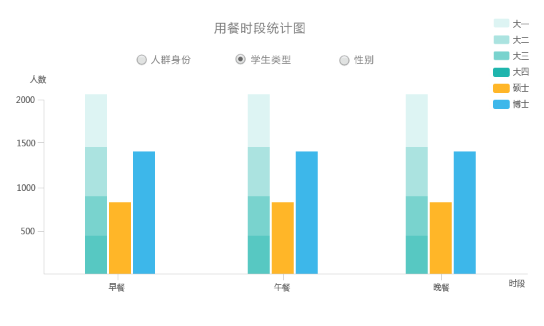 用餐时段统计图
人群身份 学生类型 性别
大一
大二
大三
大四
硕士
博士
人数
2000
1500
1000
500
早餐 午餐 晚餐
时段